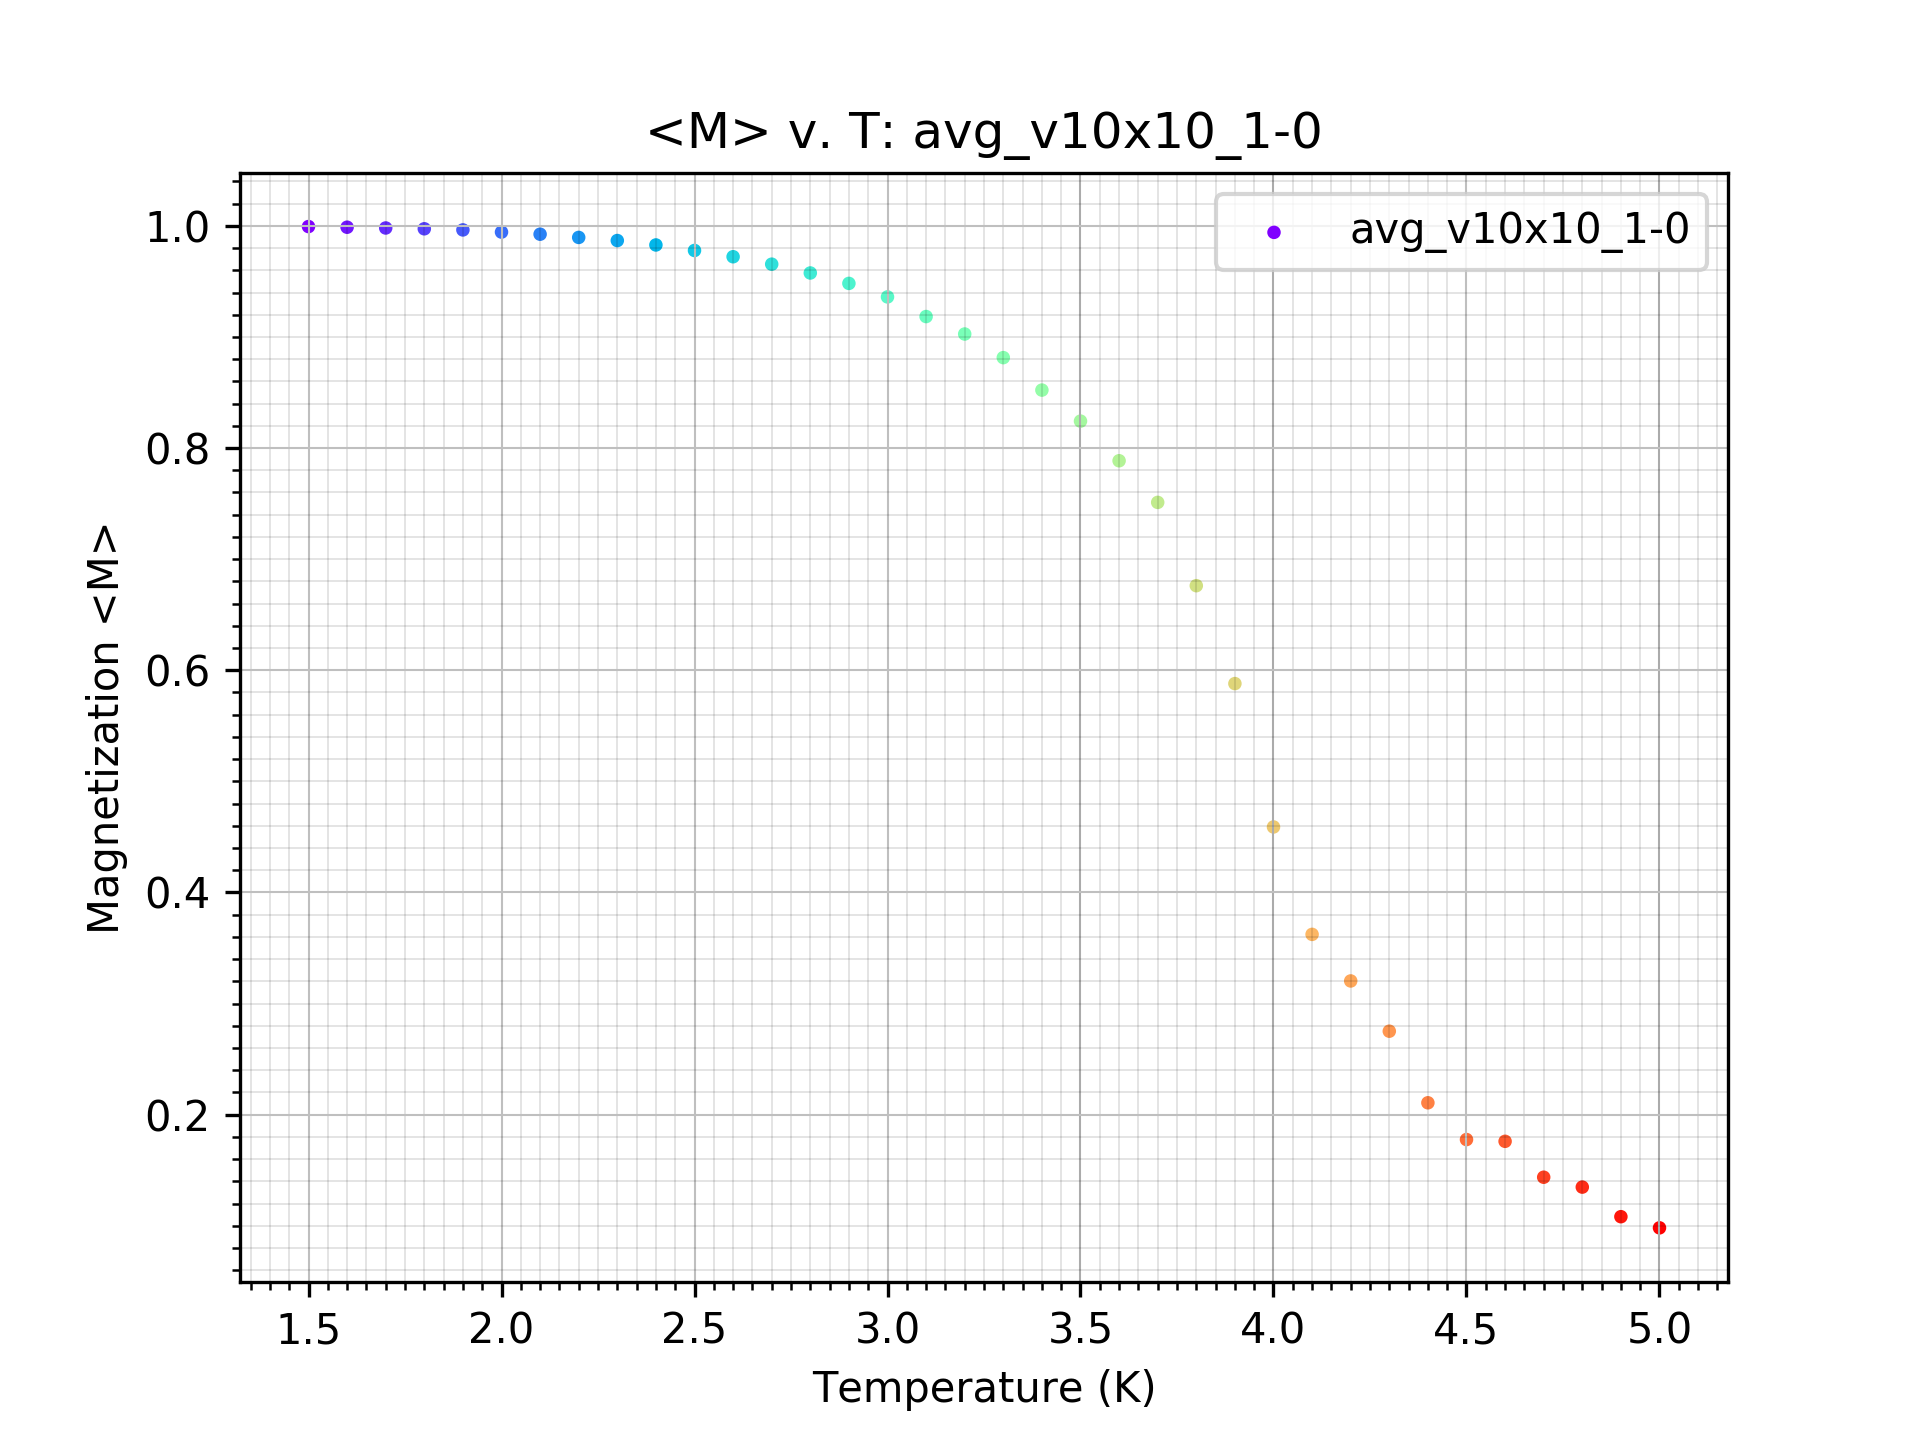 <M> v. T: avg_v10x10_1-0
avg_v10x10_1-0
1.0
0.8
0.6
0.4
0.2
Magnetization <M>
1.5 2.0 2.5 3.0 3.5 4.0 4.5 5.0
Temperature (K)